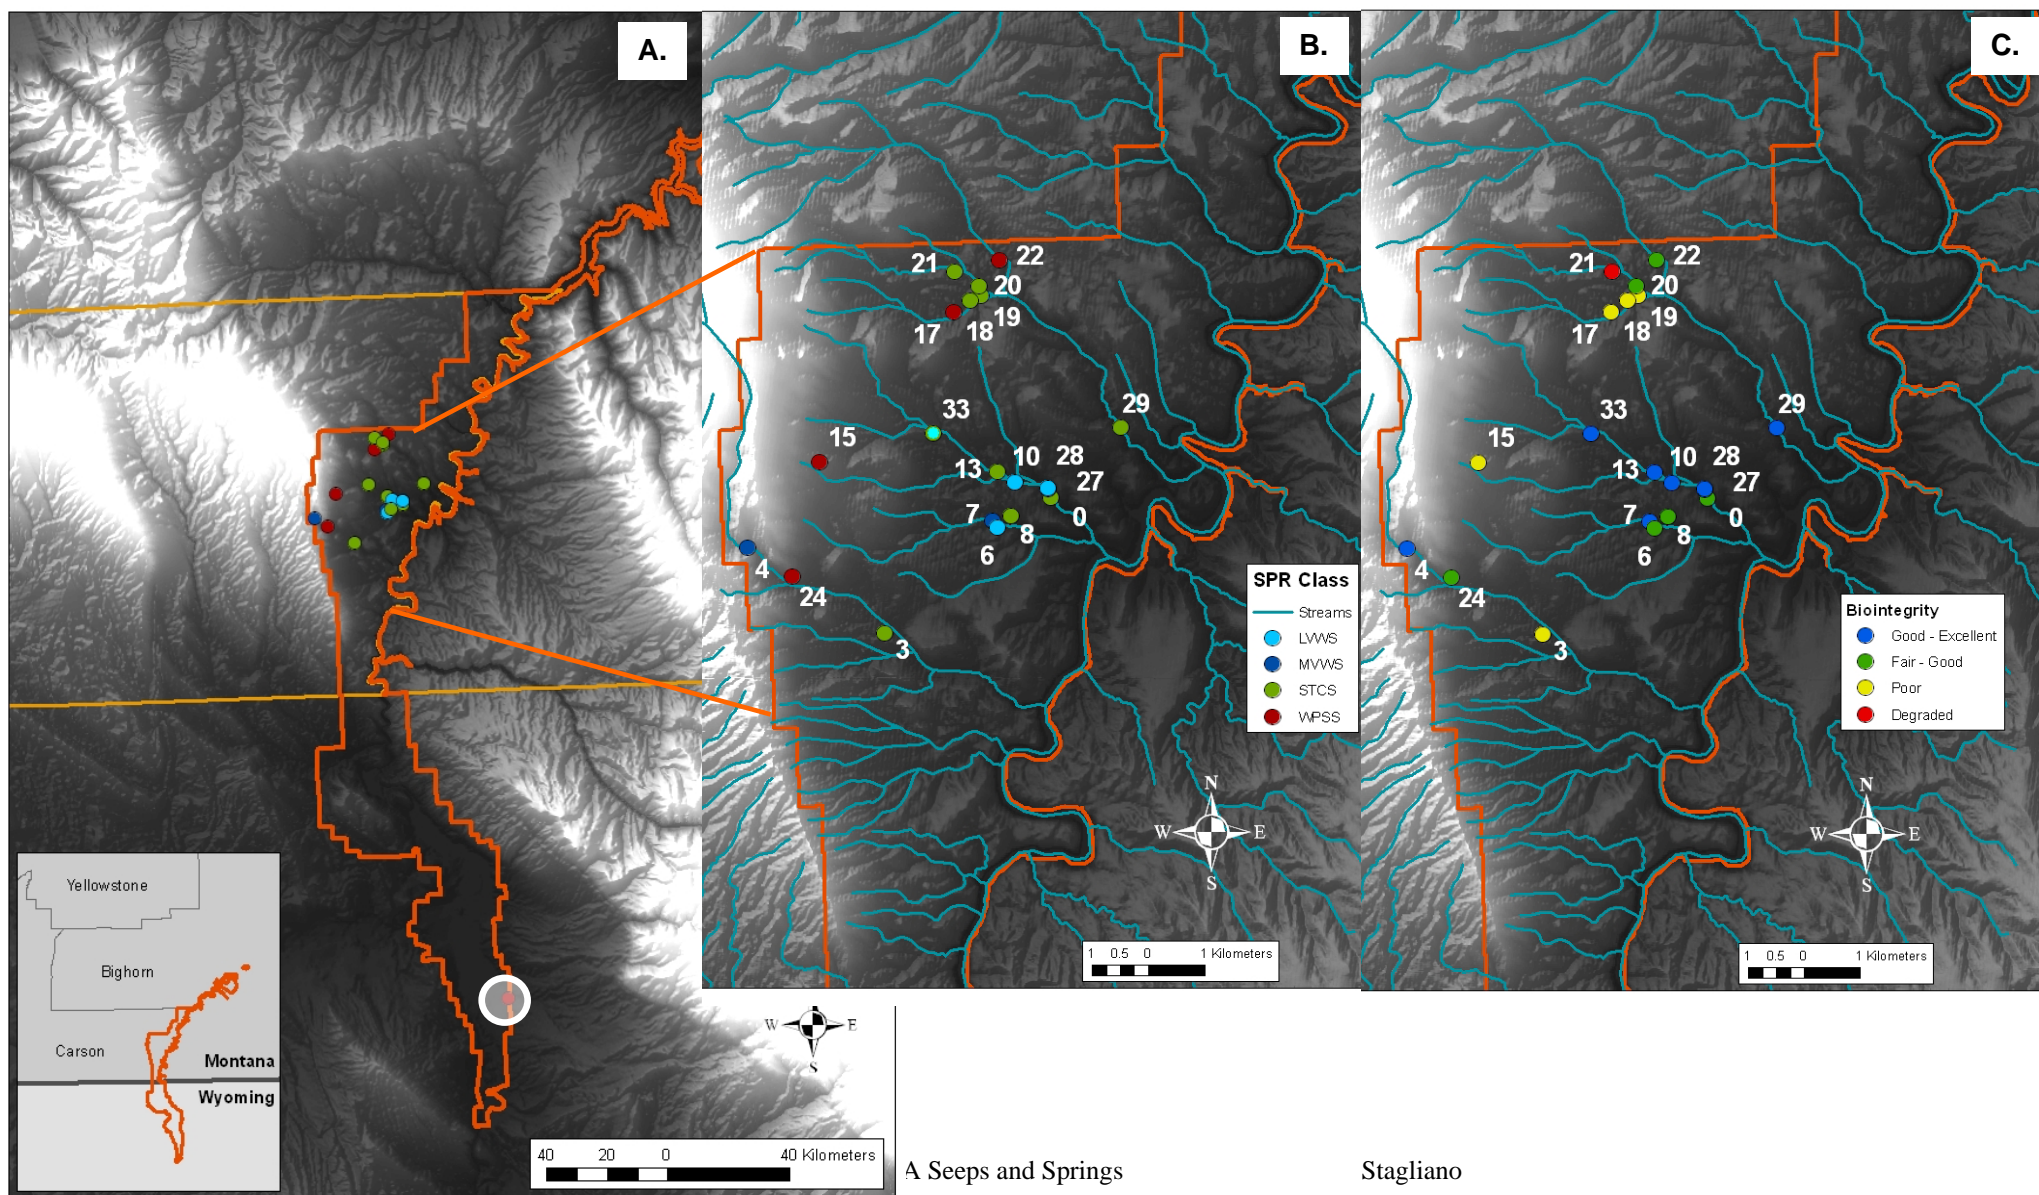 A.
Yellowstone
Bighorn
Carson
Montana
Wyoming
W E
S
40 20 0 40 Kilometers
B.
21
22
20
19
18
17
33
29
15
13
10
28
27
7
0
8
6
4
24
3
SPR Class
Streams
LVWS
MVWS
STCS
WPSS
N
W E
S
1 0.5 0 1 Kilometers
C.
21
22
20
19
18
17
33
29
15
13
10
28
27
7
0
8
6
4
24
3
Biointegrity
Good - Excellent
Fair - Good
Poor
Degraded
N
W E
S
1 0.5 0 1 Kilometers
A Seeps and Springs
Stagliano